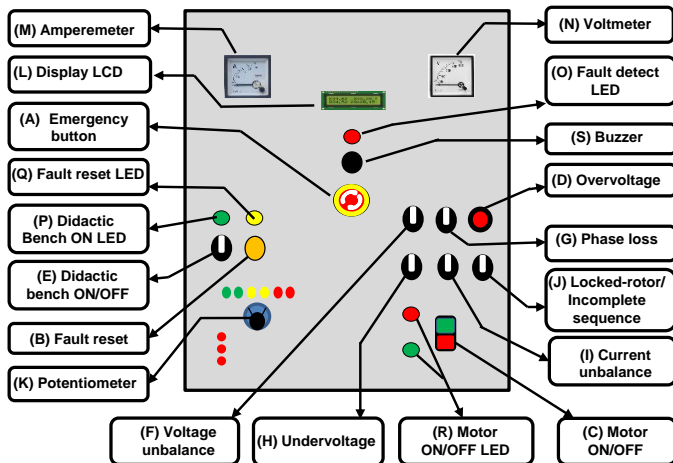 (M) Amperemeter
(L) Display LCD
(A) Emergency
button
(Q) Fault reset LED
(P) Didactic
Bench ON LED
(E) Didactic
bench ON/OFF
(B) Fault reset
(K) Potentiometer
(F) Voltage
unbalance
(H) Undervoltage
(R) Motor
ON/OFF LED
(C) Motor
ON/OFF
(N) Voltmeter
(O) Fault detect
LED
(S) Buzzer
(D) Overvoltage
(G) Phase loss
(J) Locked-rotor/
Incomplete
sequence
(I) Current
unbalance